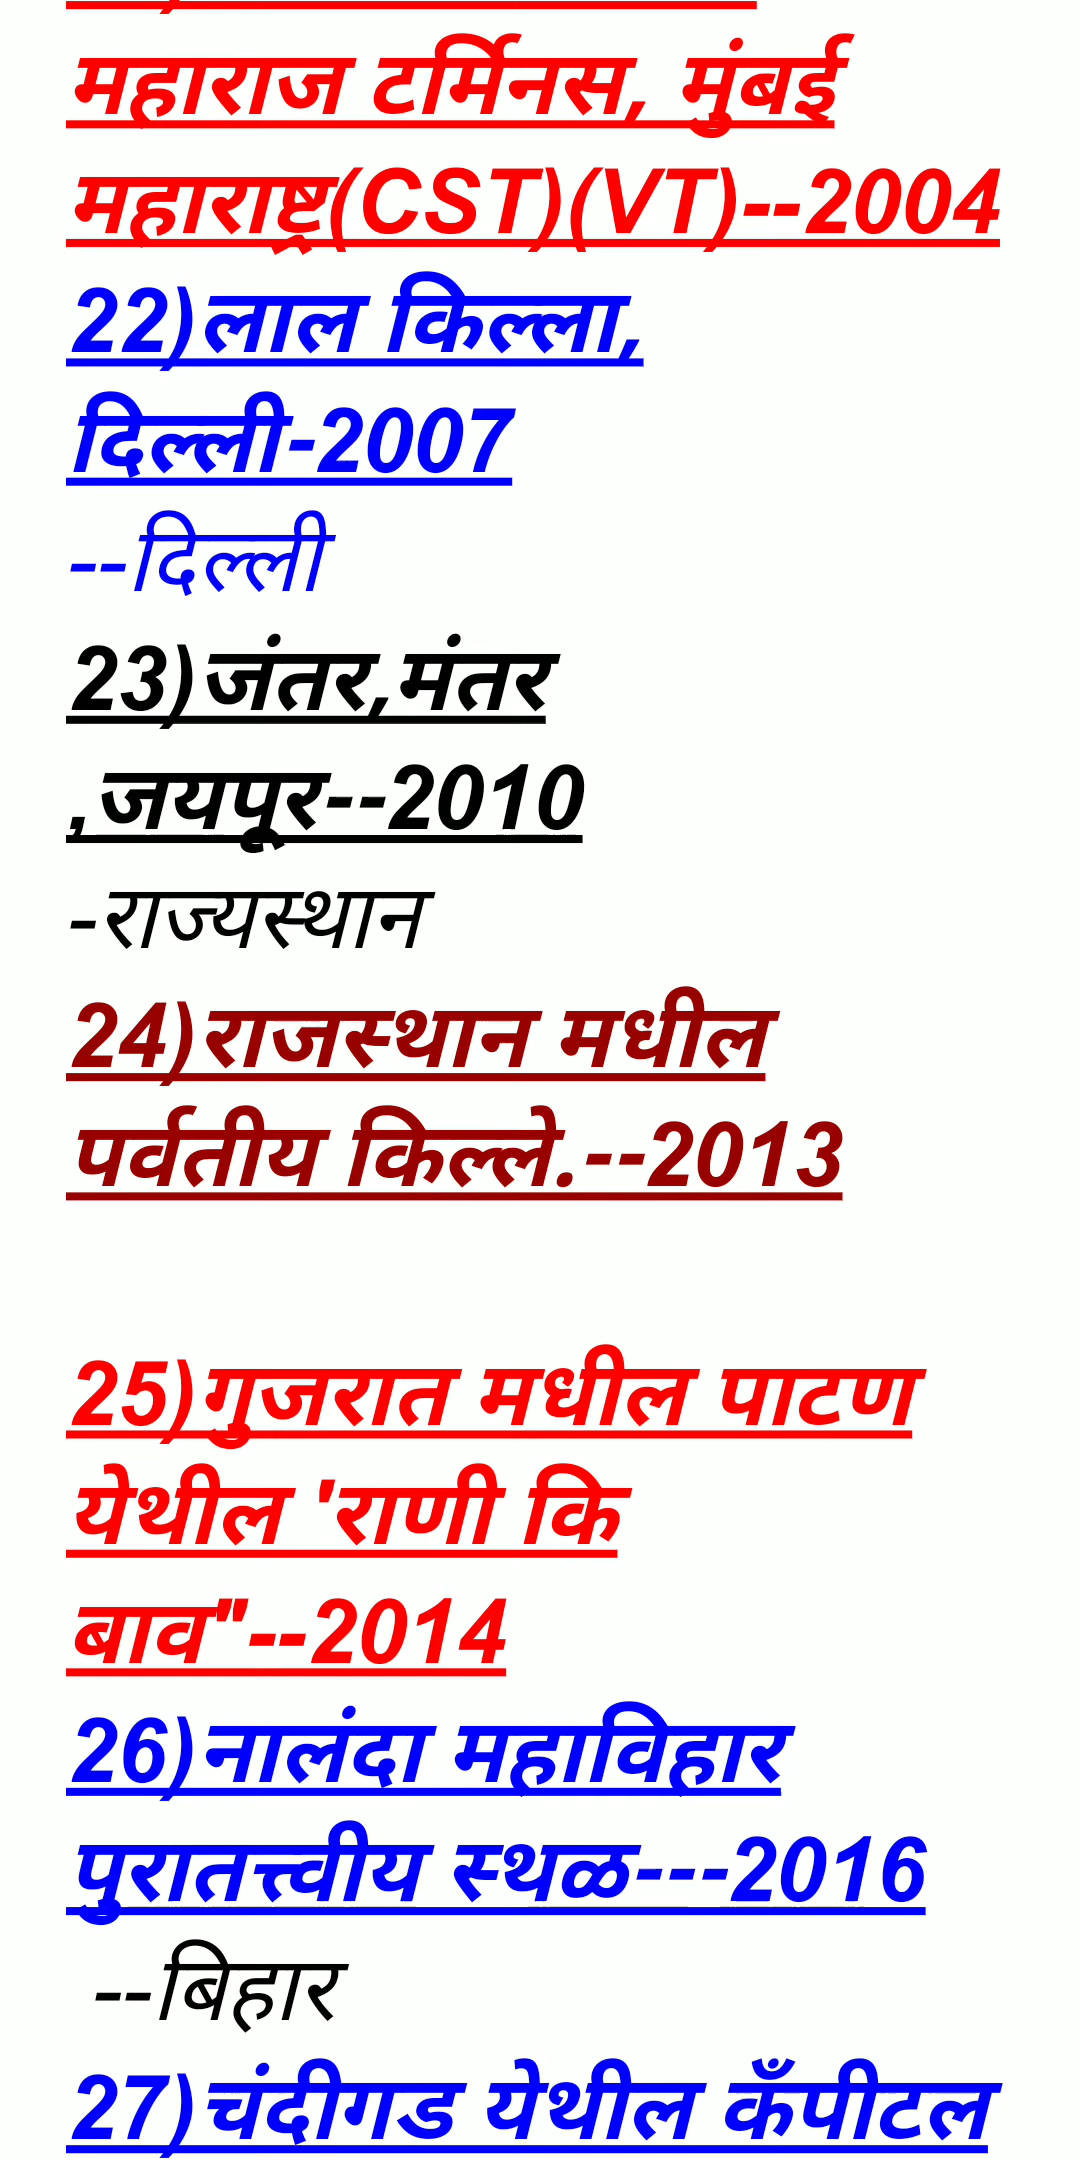 महाराज टर्मिनस, मुंबई
महाराष्ट्र(CST)(VT)--2004
22)लाल किल्ला,
दिल्ली-2007
--दिल्ली
23)जंतर,मंतर
,जयपूर--2010
-राज्यस्थान
24)राजस्थान मधील
पर्वतीय किल्ले.--2013
25)गुजरात मधील पाटण
येथील 'राणी कि
बाव"--2014
26)नालंदा महाविहार
पुरातत्त्वीय स्थळ---2016
--बिहार
27)चंदीगड येथील कँपीटल